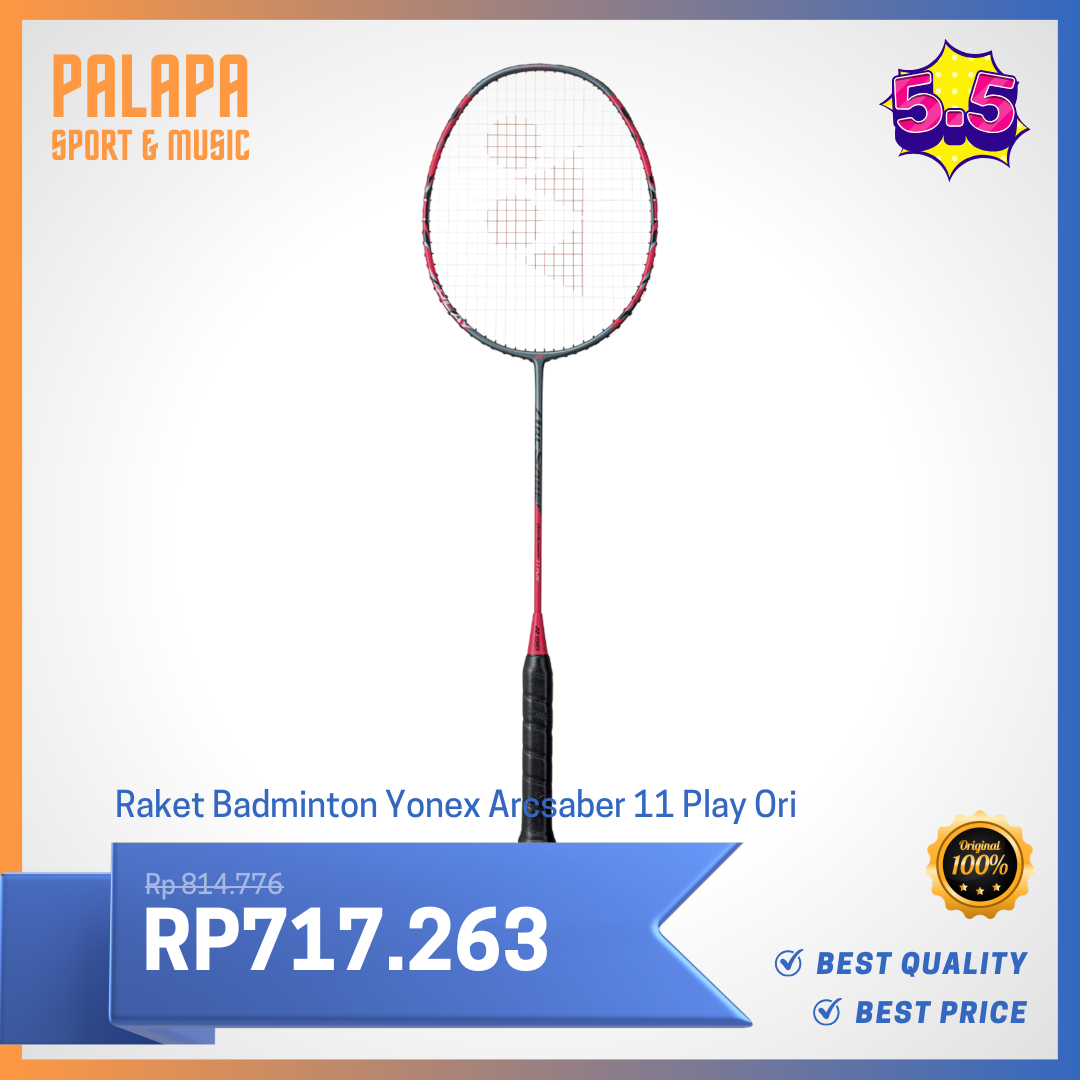 PALAPA
SPORT & MUSIC
5.5
PLAY
Raket Badminton Yonex Arcsaber 11 Play Ori
Rp 814.776
RP717.263
Original
100%
BEST QUALITY
BEST PRICE